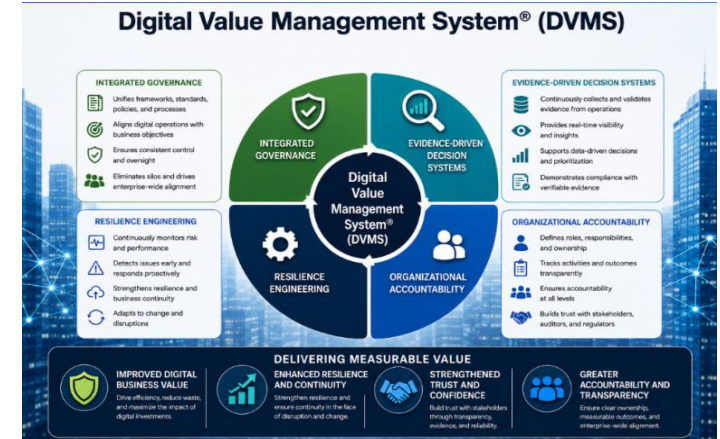 Digital Value Management System® (DVMS)
INTEGRATED GOVERNANCE
Unifies frameworks, standards,
policies, and processes
Aligns digital operations with
business objectives
Ensures consistent control
and oversight
Eliminates silos and drives
enterprise-wide alignment
INTEGRATED
GOVERNANCE
EVIDENCE-DRIVEN
DECISION
SYSTEMS
Digital
Value
Management
System®
(DVMS)
RESILIENCE
ENGINEERING
ORGANIZATIONAL
ACCOUNTABILITY
EVIDENCE-DRIVEN DECISION SYSTEMS
Continuously collects and validates
evidence from operations
Provides real-time visibility
and insights
Supports data-driven decisions
and prioritization
Demonstrates compliance with
verifiable evidence
RESILIENCE ENGINEERING
Continuously monitors risk
and performance
Detects issues early and
responds proectively
Strengthens resilience and
business continuity
Adapts to change and
disruptions
ORGANIZATIONAL ACCOUNTABILITY
Defines roles, responsibilities,
and ownership
Tracks activities and outcomes
transparently
Ensures accountability
at all levels
Builds trust with stakeholders,
auditors, and regulators
DELIVERING MEASURABLE VALUE
IMPROVED DIGITAL
BUSINESS VALUE
Drive efficiency, reduce waste,
and maximize the impact of
digital investments.
ENHANCED RESILIENCE
AND CONTINUITY
Strengthen resilience and
ensure continuity in the face
of disruption and change.
STRENGTHENED
TRUST AND
CONFIDENCE
Build trust with stakeholders
through transparency,
evidence, and reliability.
GREATER
ACCOUNTABILITY AND
TRANSPARENCY
Ensure clear ownership,
measurable outcomes, and
enterprise-wide alignment.